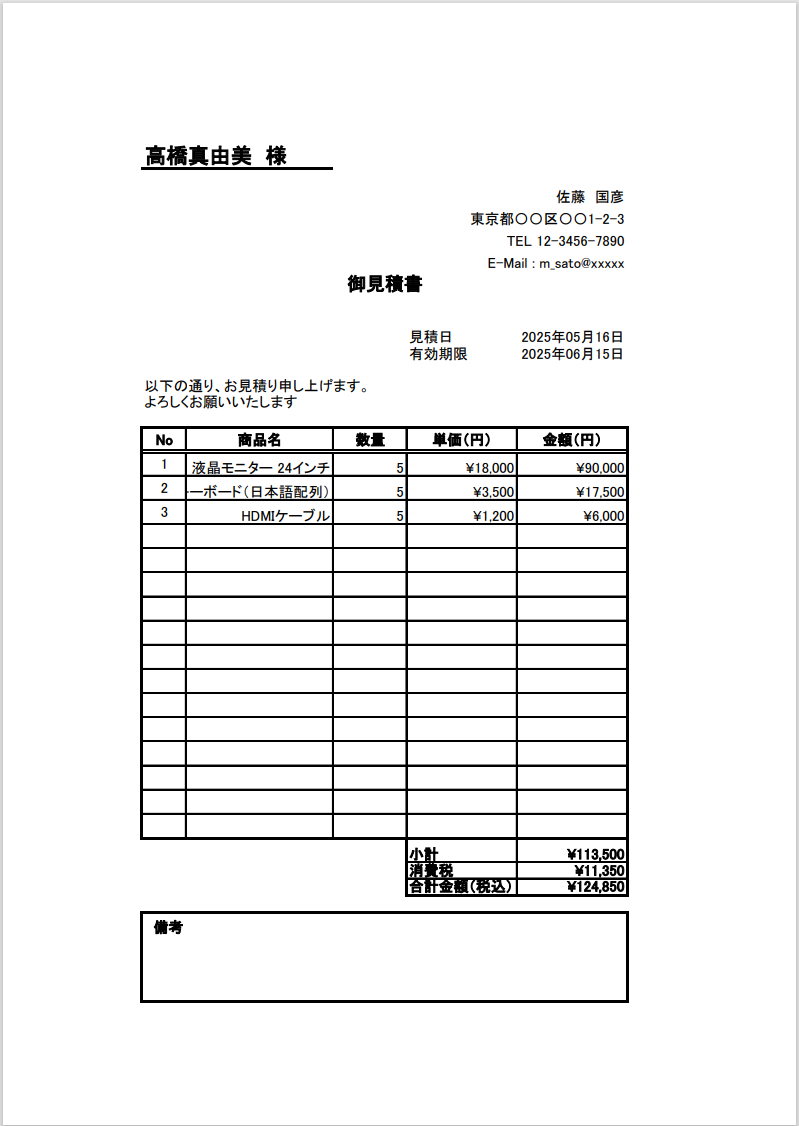 高橋真由美　様
佐藤　国彦
東京都〇〇区〇〇1-2-3
TEL 12-3456-7890
E-Mail : m_sato@xxxxx
御見積書
見積日 2025年05月16日
有効期限 2025年06月15日
以下の通り、お見積り申し上げます。
よろしくお願いいたします
No 商品名 数量 単価(円) 金額(円)
1 液晶モニター 24インチ 5 ¥18,000 ¥90,000
2 ーボード(日本語配列) 5 ¥3,500 ¥17,500
3 HDMIケーブル 5 ¥1,200 ¥6,000
小計 ¥113,500
消費税 ¥11,350
合計金額(税込) ¥124,850
備考